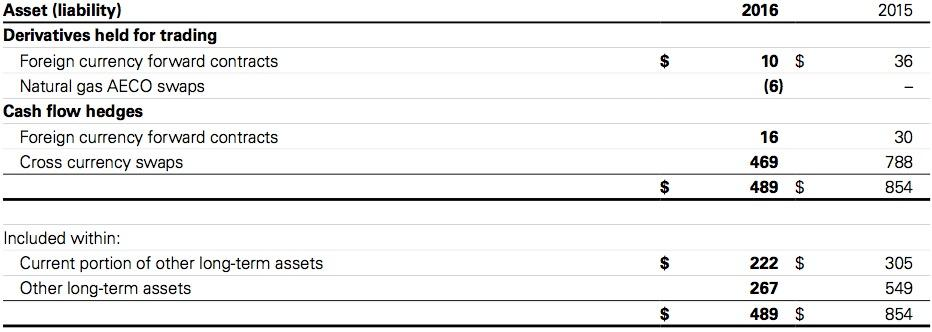 Asset (liability) 2016 2015
Derivatives held for trading
Foreign currency forward contracts $ 10 $ 36
Natural gas AECO swaps (6) –
Cash flow hedges
Foreign currency forward contracts 16 30
Cross currency swaps 469 788
$ 489 $ 854
Included within:
Current portion of other long-term assets $ 222 $ 305
Other long-term assets 267 549
$ 489 $ 854